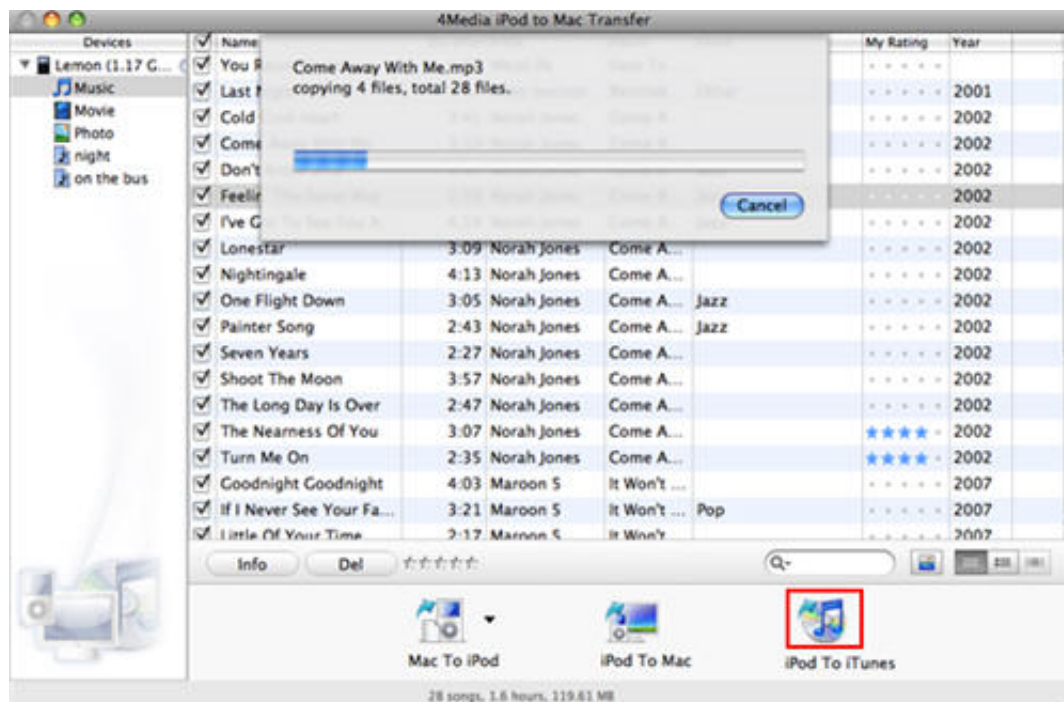 4Media iPod to Mac Transfer
Devices
Name
My Rating
Year
Lemon (1.17 G...
Music
Movie
Photo
night
on the bus
Come Away With Me.mp3
copying 4 files, total 28 files.
Cancel
You R
Last N 2001
Cold 2002
Come 2002
Don't 2002
Feelin 2002
I've G 2002
Lonestar 3:09 Norah Jones Come A... 2002
Nightingale 4:13 Norah Jones Come A... 2002
One Flight Down 3:05 Norah Jones Come A... Jazz 2002
Painter Song 2:43 Norah Jones Come A... Jazz 2002
Seven Years 2:27 Norah Jones Come A... 2002
Shoot The Moon 3:57 Norah Jones Come A... 2002
The Long Day Is Over 2:47 Norah Jones Come A... 2002
The Nearness Of You 3:07 Norah Jones Come A... 2002
Turn Me On 2:35 Norah Jones Come A... 2002
Goodnight Goodnight 4:03 Maroon 5 It Won't ... 2007
If I Never See Your Fa... 3:21 Maroon 5 It Won't ... Pop 2007
Little Of Your Time 2:17 Maroon 5 It Won't 2007
Info
Del
Mac To iPod
iPod To Mac
iPod To iTunes
28 songs, 1.6 hours, 119.61 MB